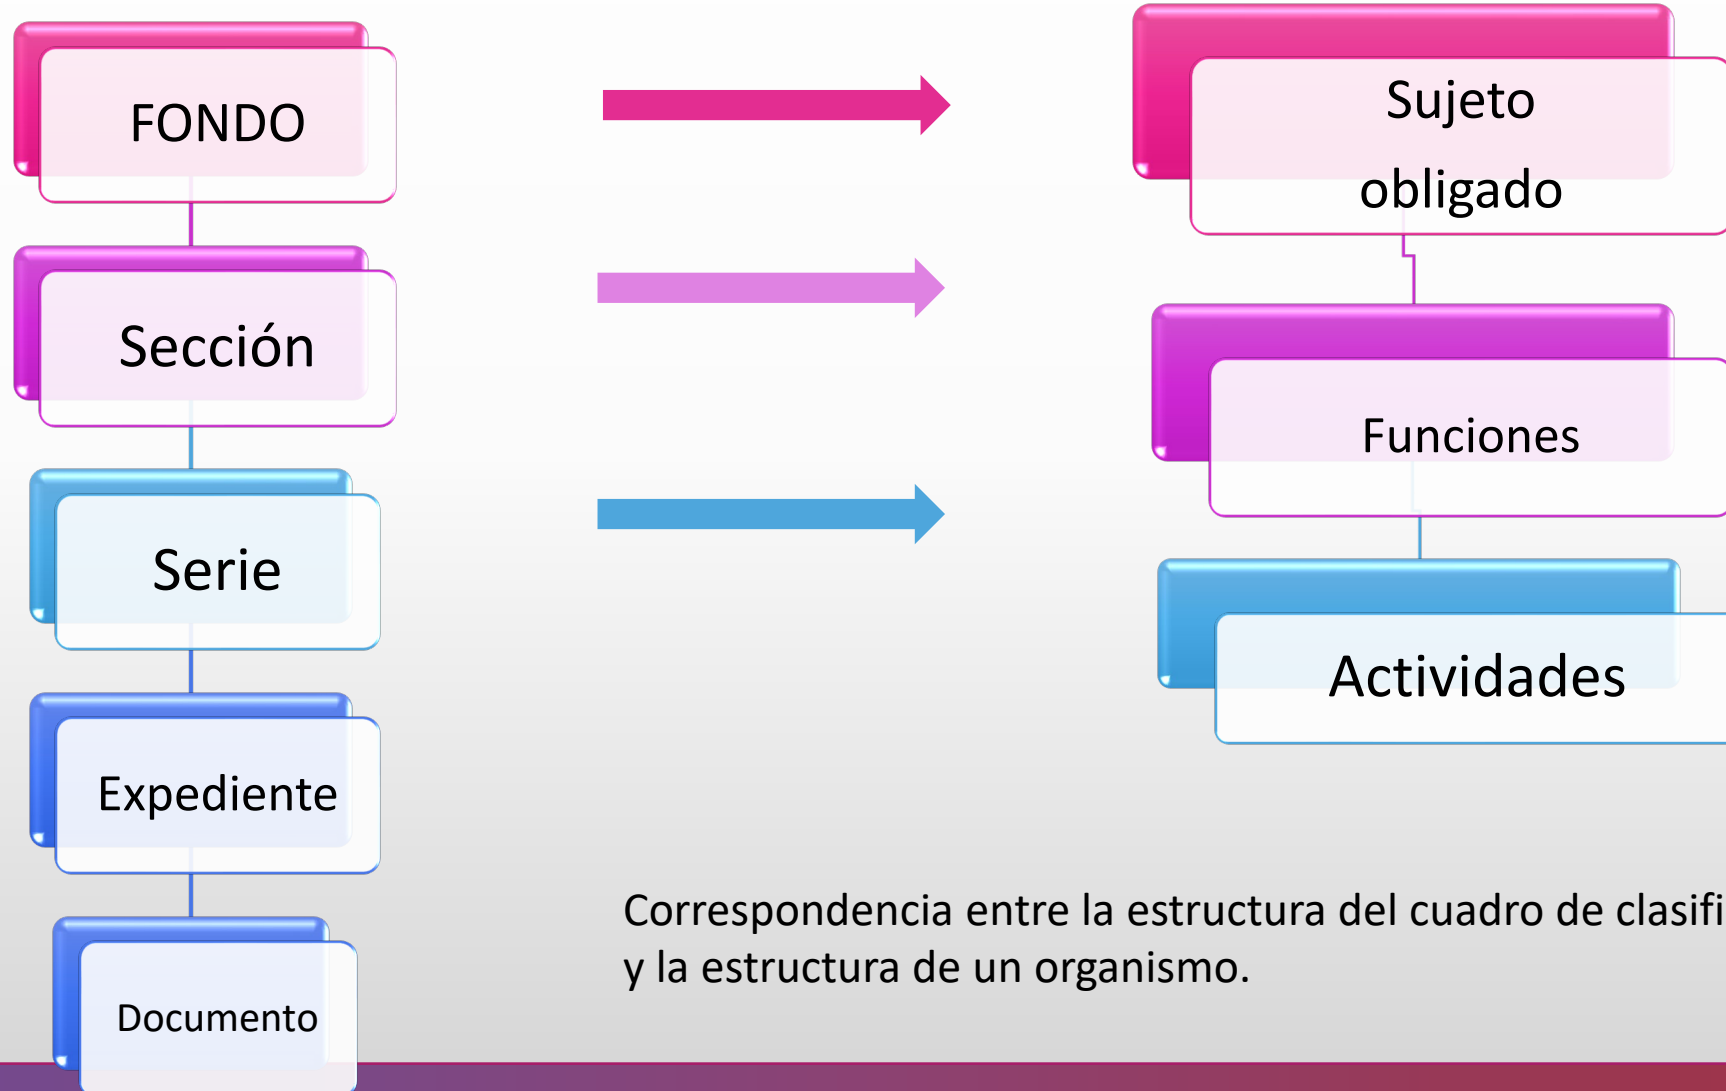 FONDO
Sección
Serie
Expediente
Documento
Sujeto
obligado
Funciones
Actividades
Correspondencia entre la estructura del cuadro de clasifi
y la estructura de un organismo.